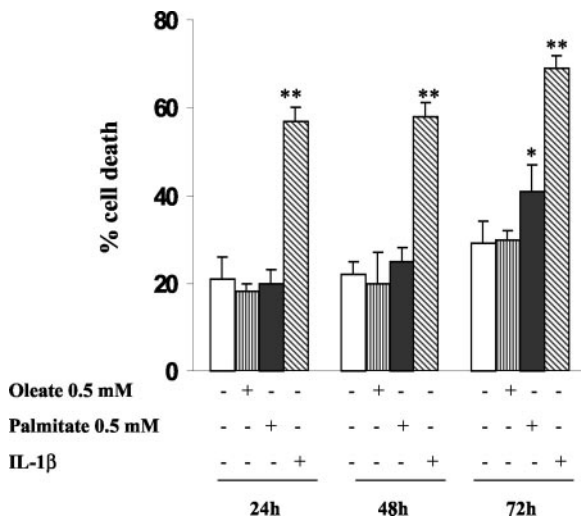 80
**
60
**
**
*
40
20
0
% cell death
Oleate 0.5 mM - + - - - + - - - + - -
Palmitate 0.5 mM - - + - - - + - - - + -
IL-1β - - - + - - - + - - - +
24h 48h 72h